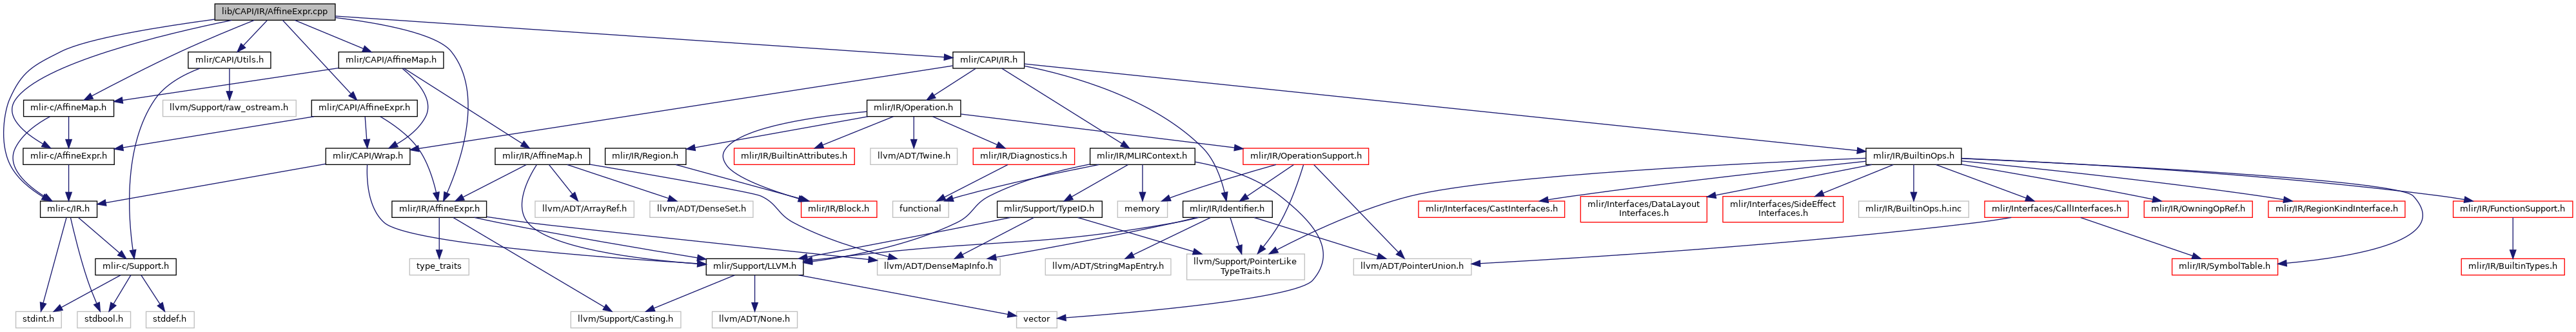 lib/CAPI/IR/AffineExpr.cpp
mlir/CAPI/Utils.h
mlir/CAPI/AffineMap.h
mlir/CAPI/IR.h
mlir-c/AffineMap.h
llvm/Support/raw_ostream.h
mlir/CAPI/AffineExpr.h
mlir/IR/Operation.h
mlir-c/AffineExpr.h
mlir/CAPI/Wrap.h
mlir/IR/AffineMap.h
mlir/IR/Region.h
mlir/IR/BuiltinAttributes.h
llvm/ADT/Twine.h
mlir/IR/Diagnostics.h
mlir/IR/MLIRContext.h
mlir/IR/OperationSupport.h
mlir/IR/BuiltinOps.h
mlir-c/IR.h
mlir/IR/AffineExpr.h
llvm/ADT/ArrayRef.h
llvm/ADT/DenseSet.h
mlir/IR/Block.h
functional
mlir/Support/TypeID.h
memory
mlir/IR/Identifier.h
mlir/Interfaces/CastInterfaces.h
mlir/Interfaces/DataLayout
Interfaces.h
mlir/Interfaces/SideEffect
Interfaces.h
mlir/IR/BuiltinOps.h.inc
mlir/Interfaces/CallInterfaces.h
mlir/IR/OwningOpRef.h
mlir/IR/RegionKindInterface.h
mlir/IR/FunctionSupport.h
mlir-c/Support.h
type_traits
mlir/Support/LLVM.h
llvm/ADT/DenseMapInfo.h
llvm/ADT/StringMapEntry.h
llvm/Support/PointerLike
TypeTraits.h
llvm/ADT/PointerUnion.h
mlir/IR/SymbolTable.h
mlir/IR/BuiltinTypes.h
stdint.h
stdbool.h
stddef.h
llvm/Support/Casting.h
llvm/ADT/None.h
vector